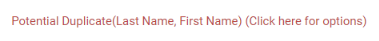 Potential Duplicate(Last Name, First Name) (Click here for options)